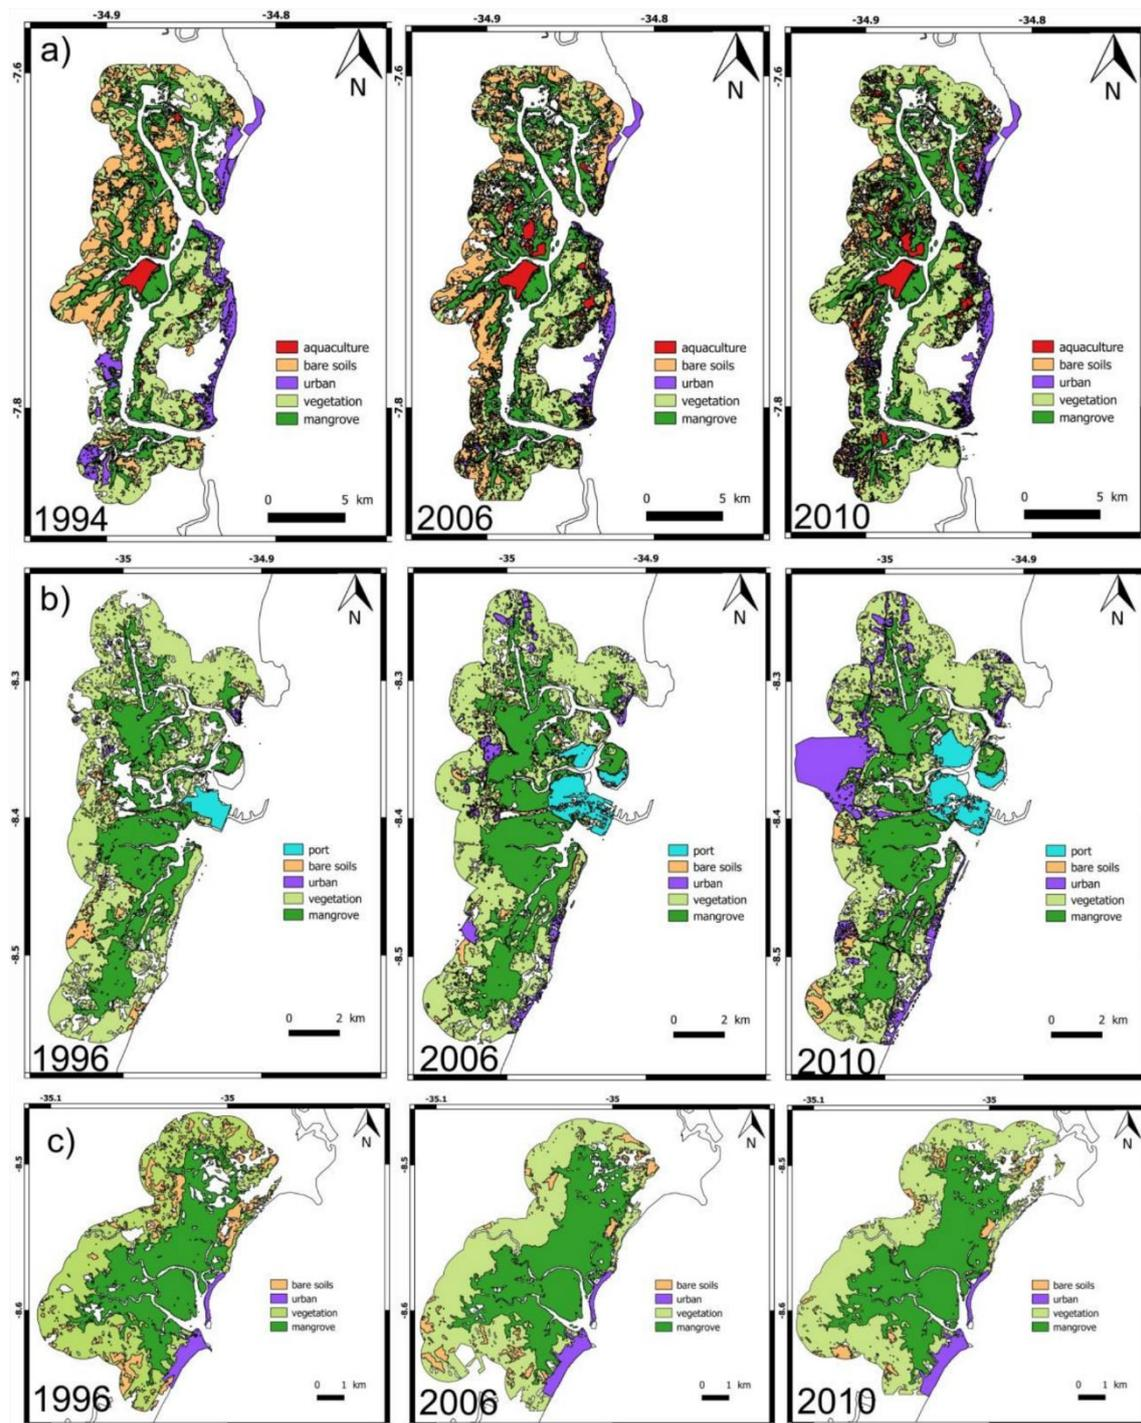 -34.9 -34.8 -34.9 -34.8 -34.9 -34.8
a)
N N N
-7.6 -7.6 -7.6
aquaculture aquaculture aquaculture
bare soils bare soils bare soils
urban urban urban
vegetation vegetation vegetation
-7.8 mangrove -7.8 mangrove -7.8 mangrove
0 5 km 0 5 km 0 5 km
1994 2006 2010
-35 -34.9 -35 -34.9 -35 -34.9
b)
N N N
-8.3 -8.3 -8.3
-8.4 -8.4 -8.4
port port port
bare soils bare soils bare soils
urban urban urban
vegetation vegetation vegetation
mangrove mangrove mangrove
-8.5 -8.5 -8.5
0 2 km 0 2 km 0 2 km
1996 2006 2010
-35.1 -35 -35.1 -35 -35.1 -35
c)
N N N
-8.5 -8.5 -8.5
bare soils bare soils bare soils
urban urban urban
-8.6 vegetation -8.6 vegetation -8.6 vegetation
mangrove mangrove mangrove
0 1 km 0 1 km 0 1 km
1996 2006 2010